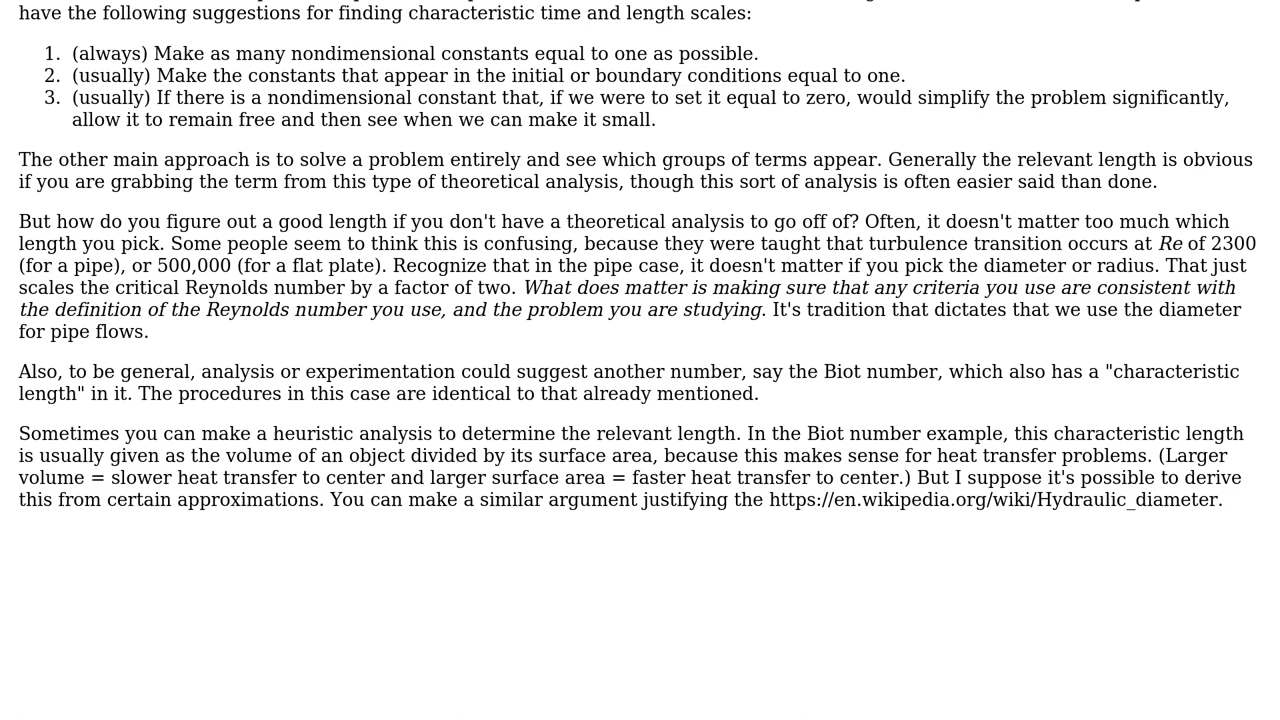 have the following suggestions for finding characteristic time and length scales:
1. (always) Make as many nondimensional constants equal to one as possible.
2. (usually) Make the constants that appear in the initial or boundary conditions equal to one.
3. (usually) If there is a nondimensional constant that, if we were to set it equal to zero, would simplify the problem significantly,
allow it to remain free and then see when we can make it small.
The other main approach is to solve a problem entirely and see which groups of terms appear. Generally the relevant length is obvious
if you are grabbing the term from this type of theoretical analysis, though this sort of analysis is often easier said than done.
But how do you figure out a good length if you don't have a theoretical analysis to go off of? Often, it doesn't matter too much which
length you pick. Some people seem to think this is confusing, because they were taught that turbulence transition occurs at Re of 2300
(for a pipe), or 500,000 (for a flat plate). Recognize that in the pipe case, it doesn't matter if you pick the diameter or radius. That just
scales the critical Reynolds number by a factor of two. What does matter is making sure that any criteria you use are consistent with
the definition of the Reynolds number you use, and the problem you are studying. It's tradition that dictates that we use the diameter
for pipe flows.
Also, to be general, analysis or experimentation could suggest another number, say the Biot number, which also has a "characteristic
length" in it. The procedures in this case are identical to that already mentioned.
Sometimes you can make a heuristic analysis to determine the relevant length. In the Biot number example, this characteristic length
is usually given as the volume of an object divided by its surface area, because this makes sense for heat transfer problems. (Larger
volume = slower heat transfer to center and larger surface area = faster heat transfer to center.) But I suppose it's possible to derive
this from certain approximations. You can make a similar argument justifying the https://en.wikipedia.org/wiki/Hydraulic_diameter.